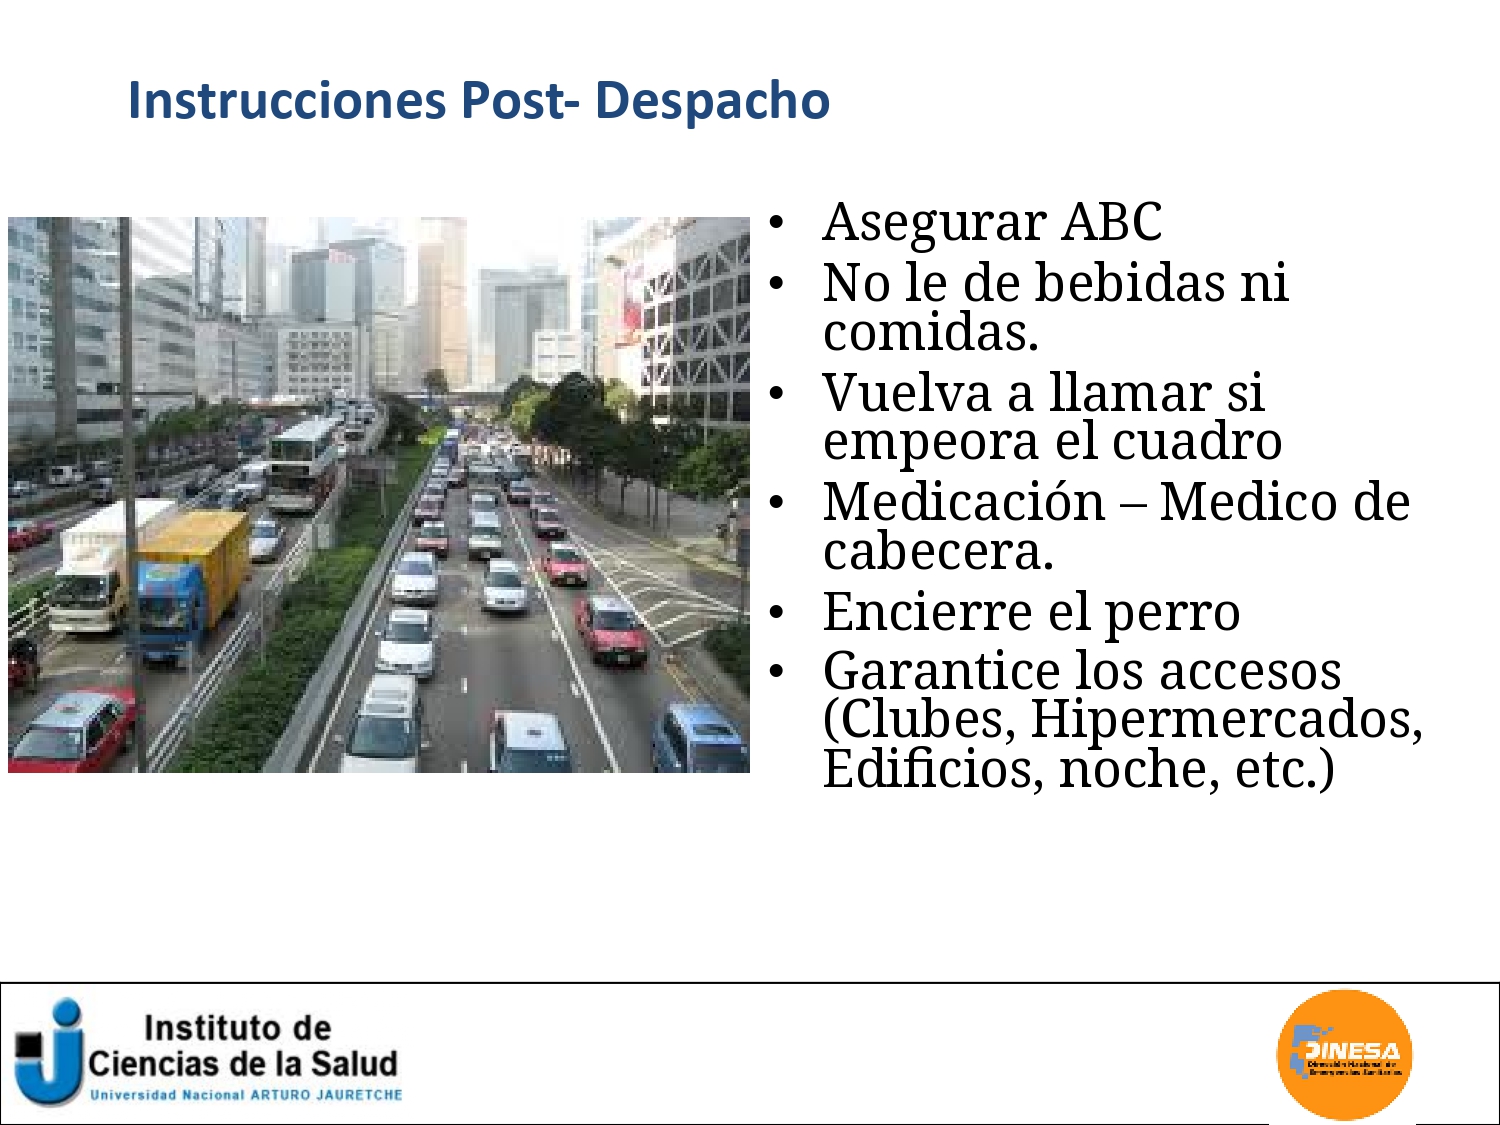 Instrucciones Post- Despacho
• Asegurar ABC
• No le de bebidas ni
comidas.
• Vuelva a llamar si
empeora el cuadro
• Medicación – Medico de
cabecera.
• Encierre el perro
• Garantice los accesos
(Clubes, Hipermercados,
Edificios, noche, etc.)
Instituto de
Ciencias de la Salud
Universidad Nacional ARTURO JAURETCHE
DINESA